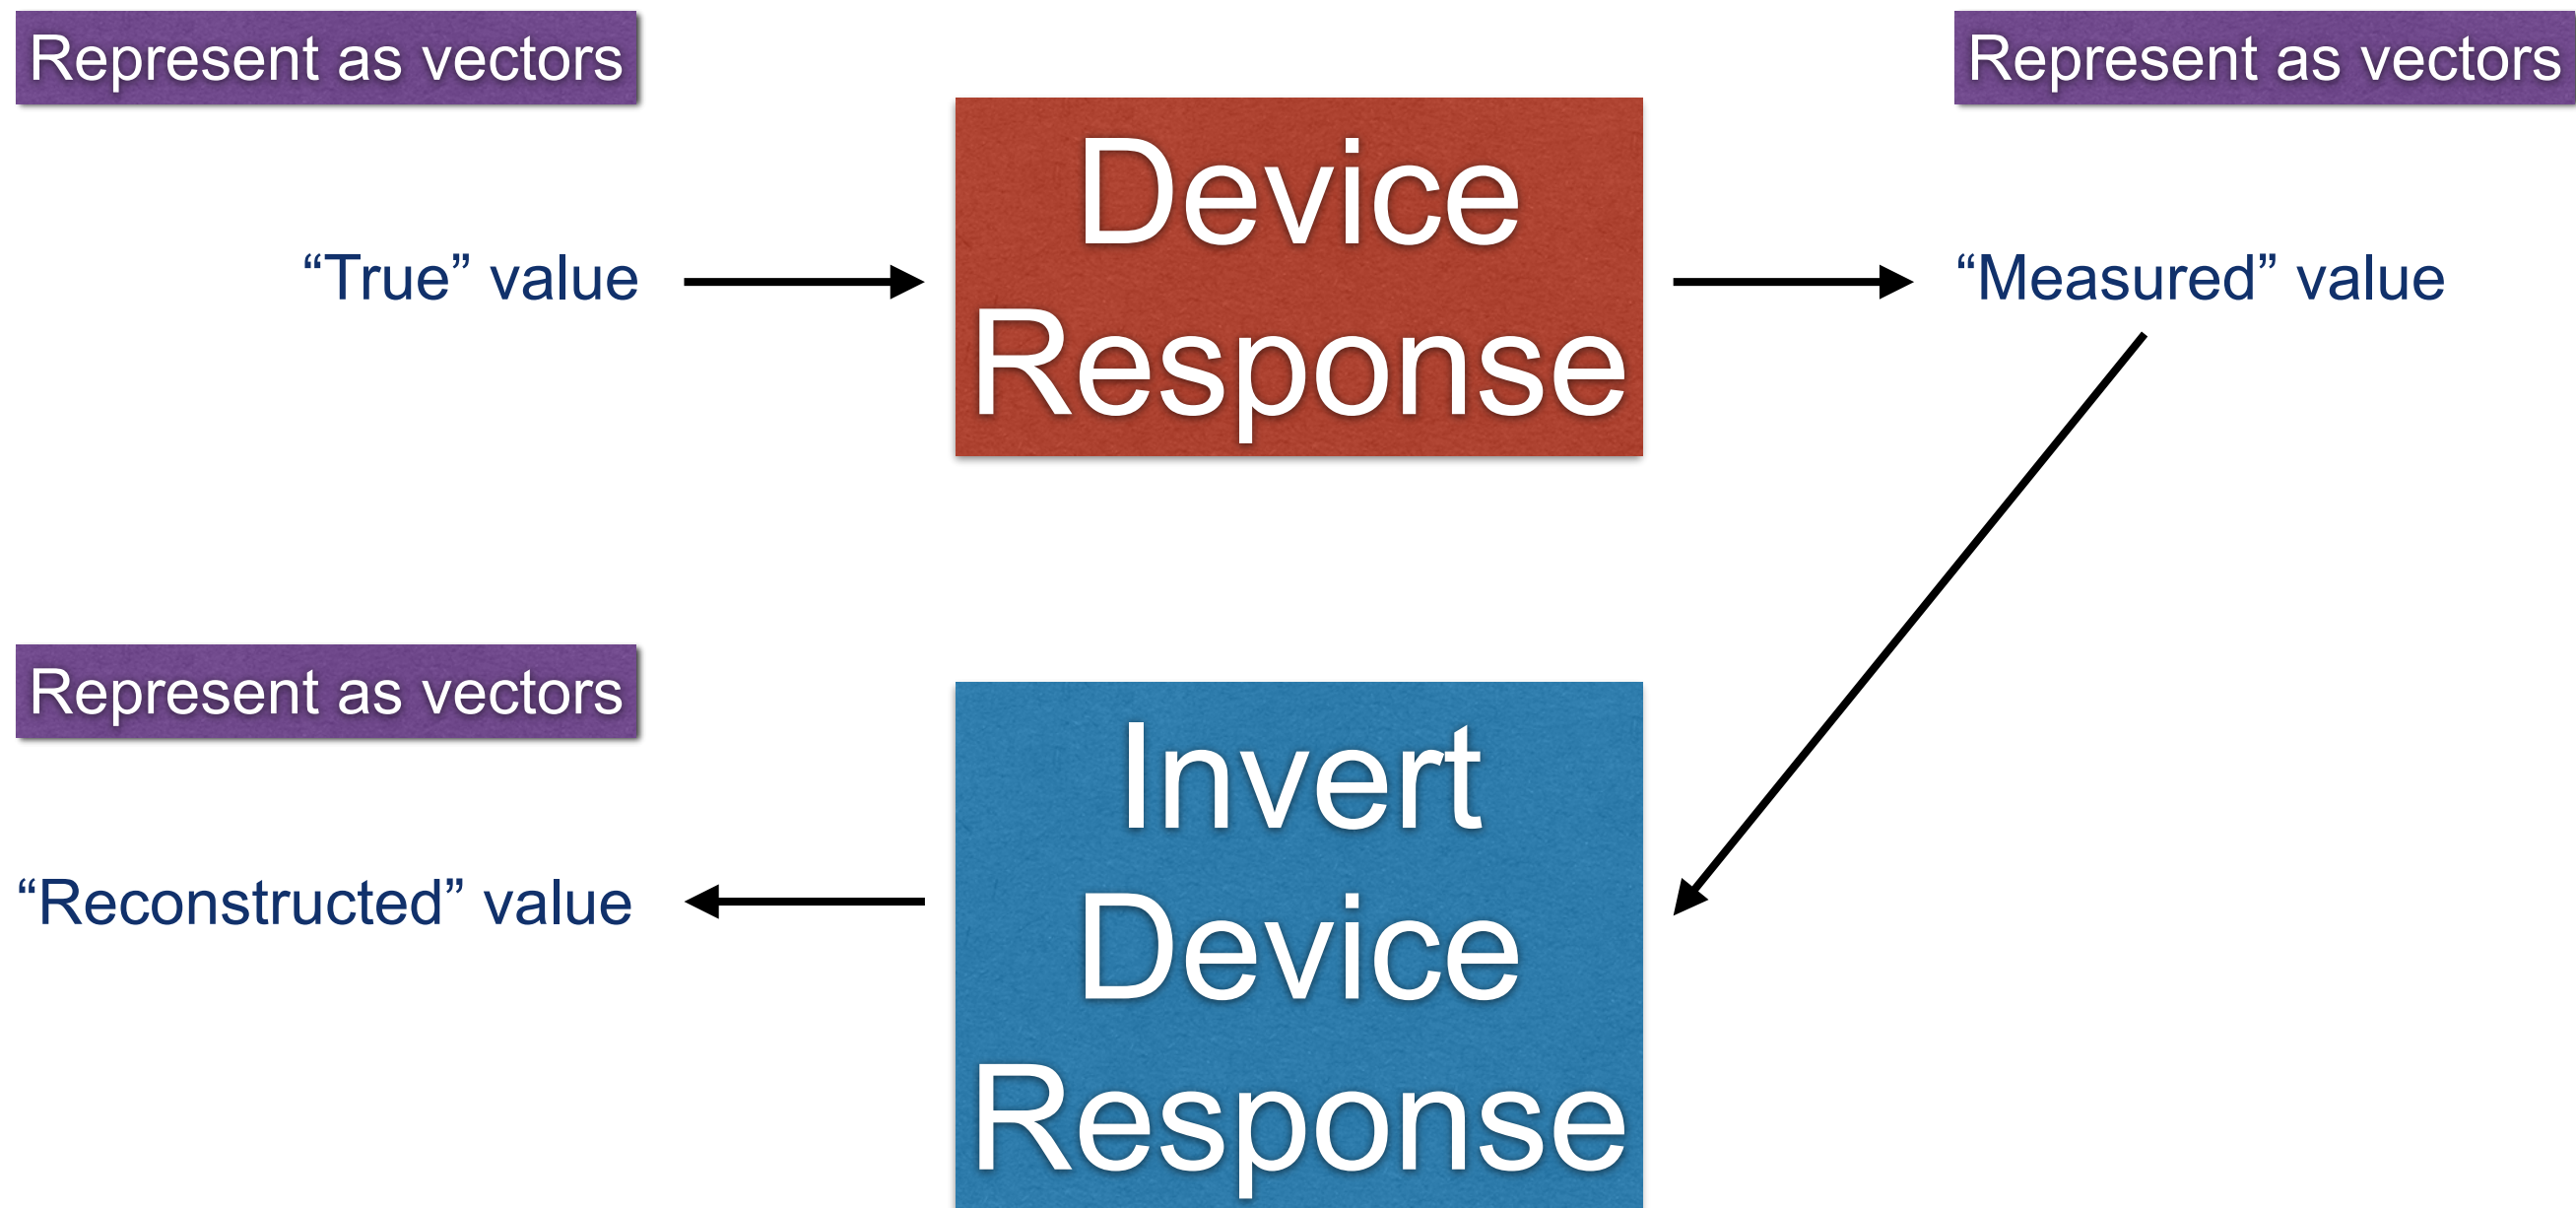 Represent as vectors
Represent as vectors
Device
Response
“True” value
“Measured” value
Represent as vectors
Invert
Device
Response
“Reconstructed” value